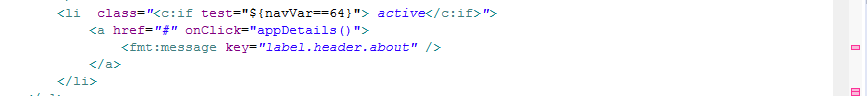 <li  class="<c:if test="${navVar==64}"> active</c:if>">
<a href="#" onClick="appDetails()">
<fmt:message key="label.header.about" />
</a>
</li>